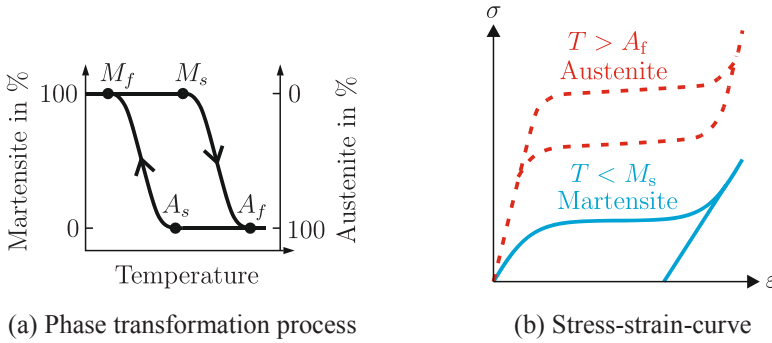 Martensite in %
100
0
M_f
M_s
A_s
A_f
0
100
Austenite in %
Temperature
(a) Phase transformation process
σ
T > A_f
Austenite
T < M_s
Martensite
ε
(b) Stress-strain-curve